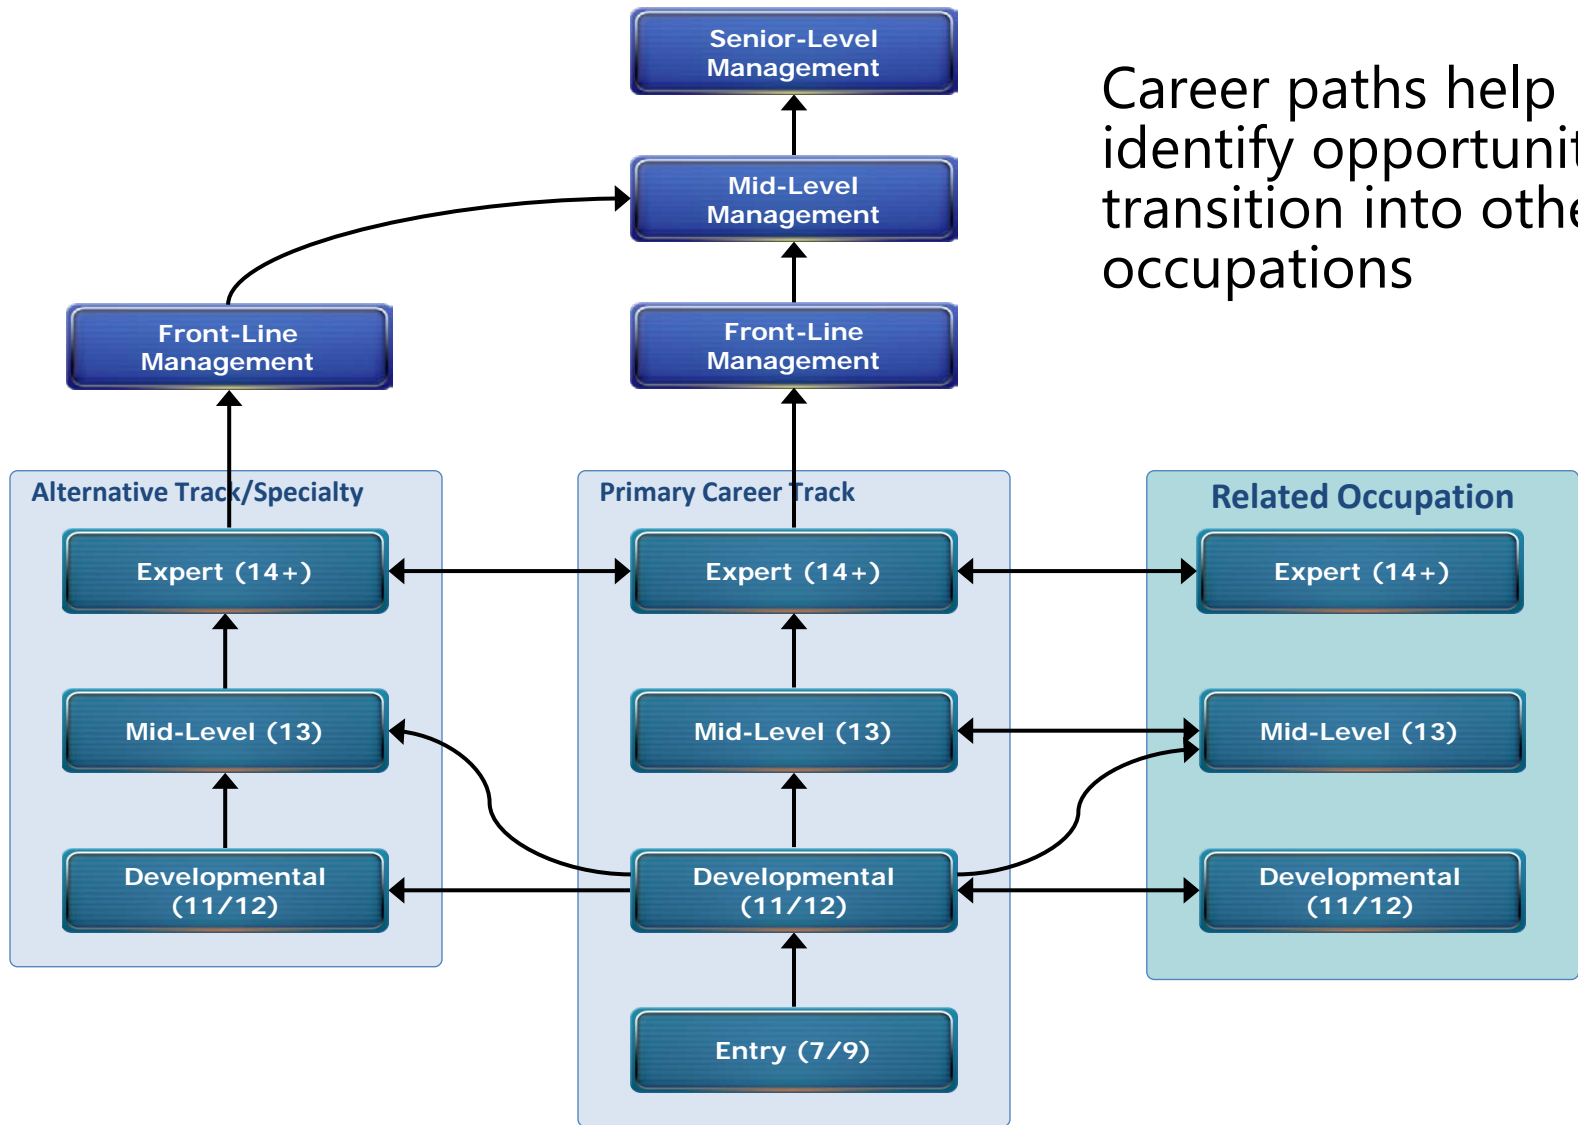 Senior-Level
Management
Career paths help
identify
transition into
occupations
Mid-Level
Management
Front-Line
Management
Front-Line
Management
Alternative Track/Specialty
Primary Career Track
Related Occupation
Expert (14+)
Expert (14+)
Expert (14+)
Mid-Level (13)
Mid-Level (13)
Mid-Level (13)
Developmental
(11/12)
Developmental
(11/12)
Developmental
(11/12)
Entry (7/9)